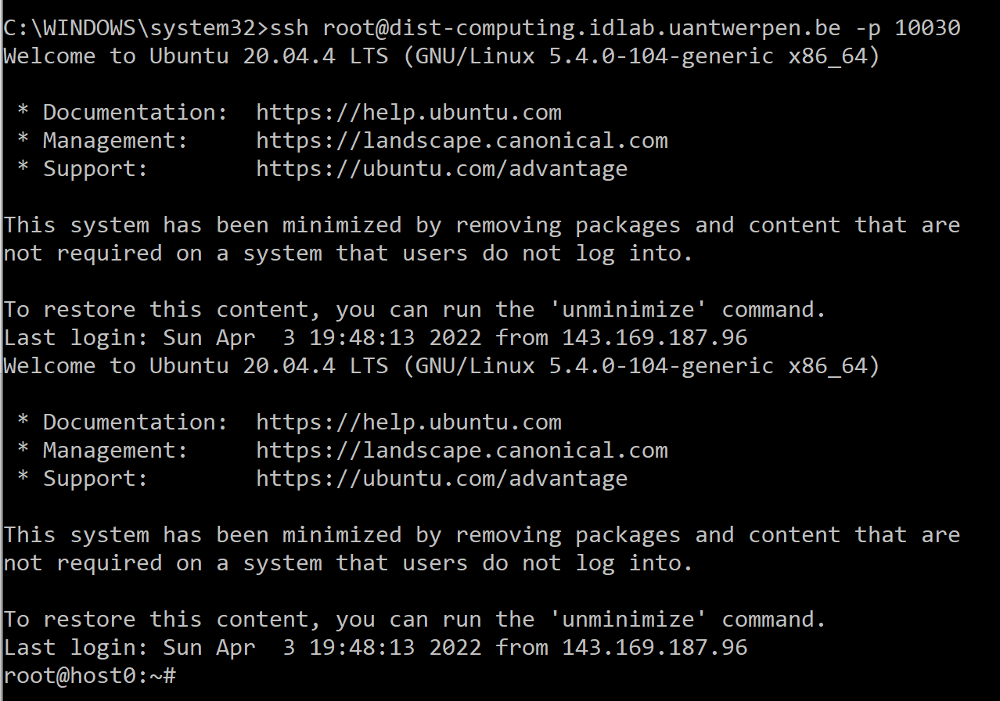 C:\WINDOWS\system32>ssh root@dist-computing.idlab.uantwerpen.be -p 10030
Welcome to Ubuntu 20.04.4 LTS (GNU/Linux 5.4.0-104-generic x86_64)

 * Documentation:  https://help.ubuntu.com
 * Management:     https://landscape.canonical.com
 * Support:        https://ubuntu.com/advantage

This system has been minimized by removing packages and content that are
not required on a system that users do not log into.

To restore this content, you can run the 'unminimize' command.
Last login: Sun Apr  3 19:48:13 2022 from 143.169.187.96
Welcome to Ubuntu 20.04.4 LTS (GNU/Linux 5.4.0-104-generic x86_64)

 * Documentation:  https://help.ubuntu.com
 * Management:     https://landscape.canonical.com
 * Support:        https://ubuntu.com/advantage

This system has been minimized by removing packages and content that are
not required on a system that users do not log into.

To restore this content, you can run the 'unminimize' command.
Last login: Sun Apr  3 19:48:13 2022 from 143.169.187.96
root@host0:~#